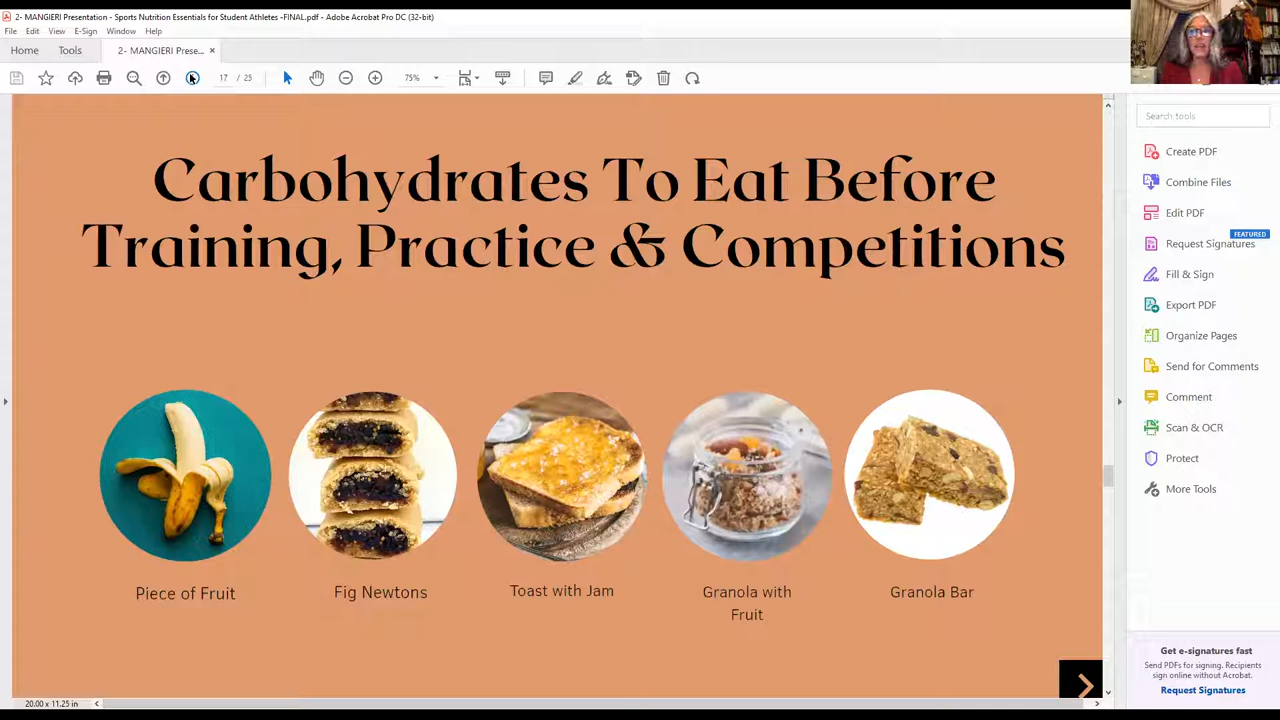 2- MANGIERI Presentation - Sports Nutrition Essentials for Student Athletes -FINAL.pdf - Adobe Acrobat Pro DC (32-bit)
File Edit View E-Sign Window Help
Home Tools 2- MANGIERI Prese... ×
17 / 25 75%
Search tools
Create PDF
Combine Files
Edit PDF
FEATURED
Request Signatures
Fill & Sign
Export PDF
Organize Pages
Send for Comments
Comment
Scan & OCR
Protect
More Tools
Carbohydrates To Eat Before
Training, Practice & Competitions
Piece of Fruit
Fig Newtons
Toast with Jam
Granola with
Fruit
Granola Bar
Get e-signatures fast
Send PDFs for signing. Recipients
sign online without Acrobat.
Request Signatures
20.00 x 11.25 in